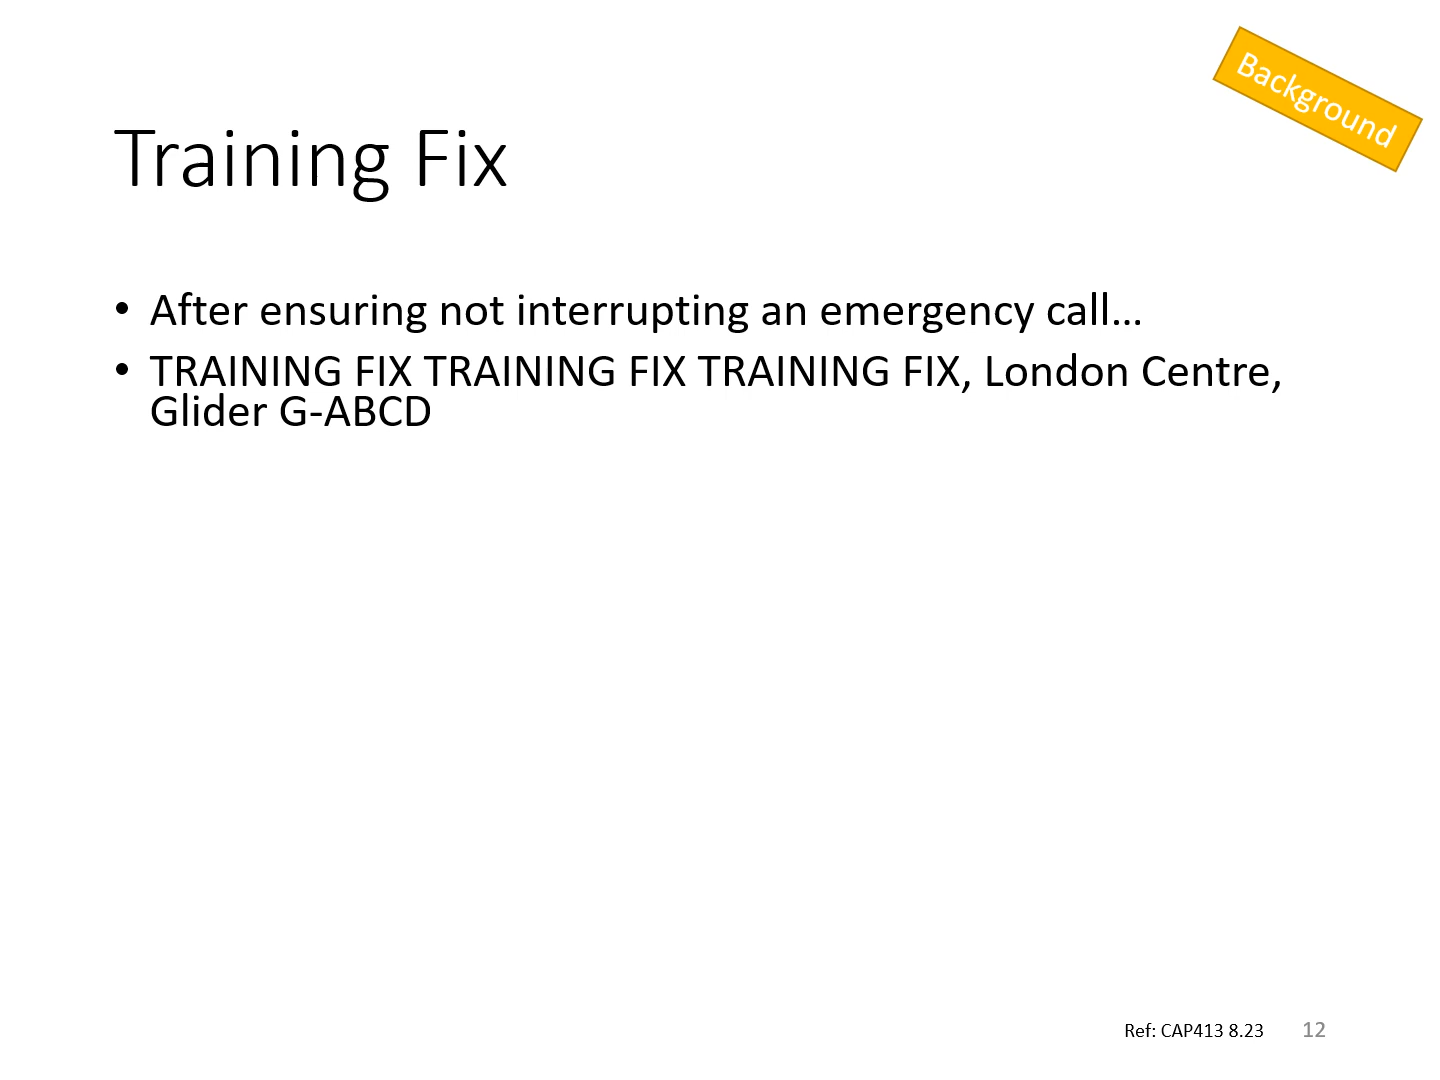 Background
Training Fix
• After ensuring not interrupting an emergency call…
• TRAINING FIX TRAINING FIX TRAINING FIX, London Centre,
Glider G-ABCD
Ref: CAP413 8.23 12